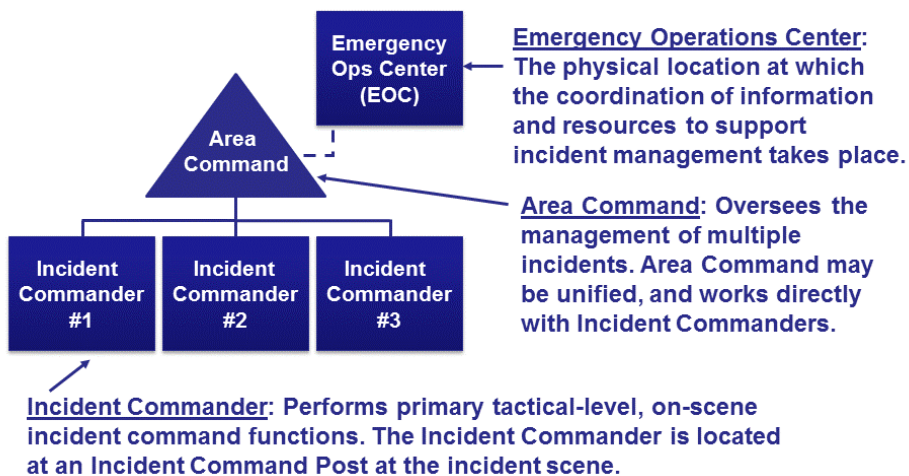 Emergency
Ops Center
(EOC)
Emergency Operations Center:
The physical location at which
the coordination of information
and resources to support
incident management takes place.
Area
Command
Area Command: Oversees the
management of multiple
incidents. Area Command may
be unified, and works directly
with Incident Commanders.
Incident
Commander
#1
Incident
Commander
#2
Incident
Commander
#3
Incident Commander: Performs primary tactical-level, on-scene
incident command functions. The Incident Commander is located
at an Incident Command Post at the incident scene.